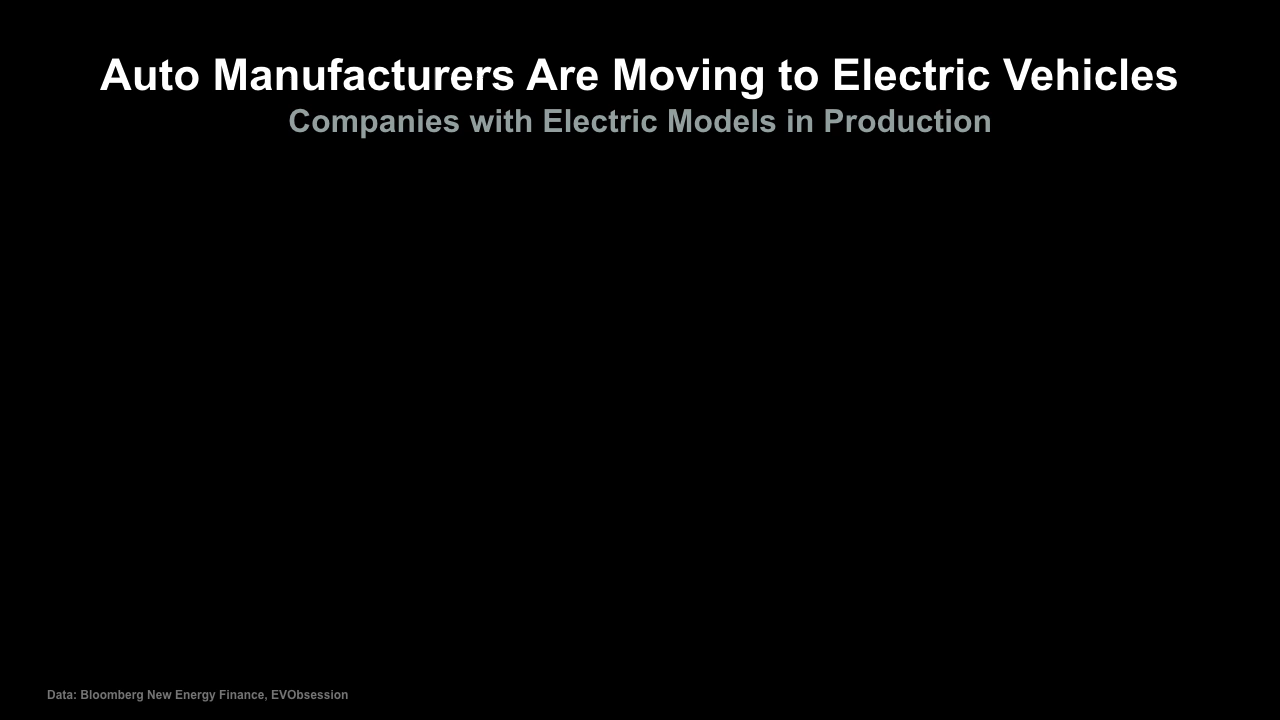 Auto Manufacturers Are Moving to Electric Vehicles
Companies with Electric Models in Production
Data: Bloomberg New Energy Finance, EVObsession